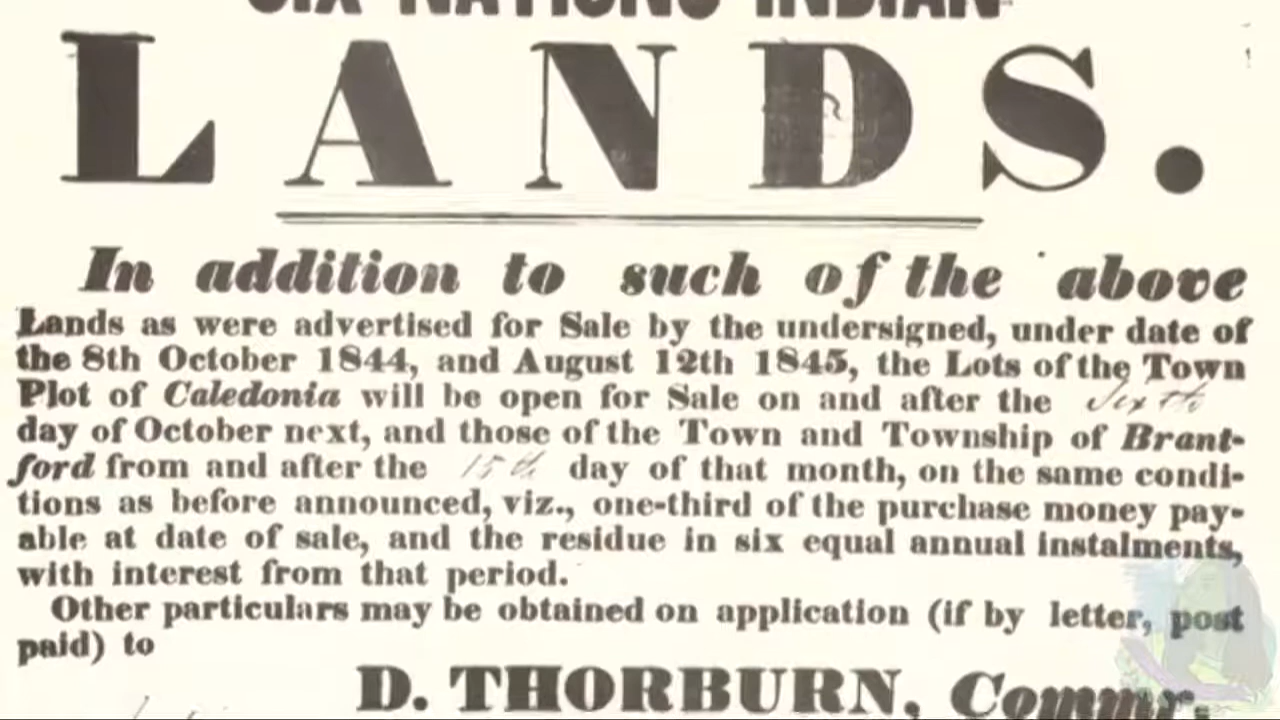 SIX NATIONS INDIAN
LANDS.
In addition to such of the above
Lands as were advertised for Sale by the undersigned, under date of
the 8th October 1844, and August 12th 1845, the Lots of the Town
Plot of Caledonia will be open for Sale on and after the Sixth
day of October next, and those of the Town and Township of Brant-
ford from and after the 15th day of that month, on the same condi-
tions as before announced, viz., one-third of the purchase money pay-
able at date of sale, and the residue in six equal annual instalments,
with interest from that period.
Other particulars may be obtained on application (if by letter, post
paid) to
D. THORBURN, Commr.